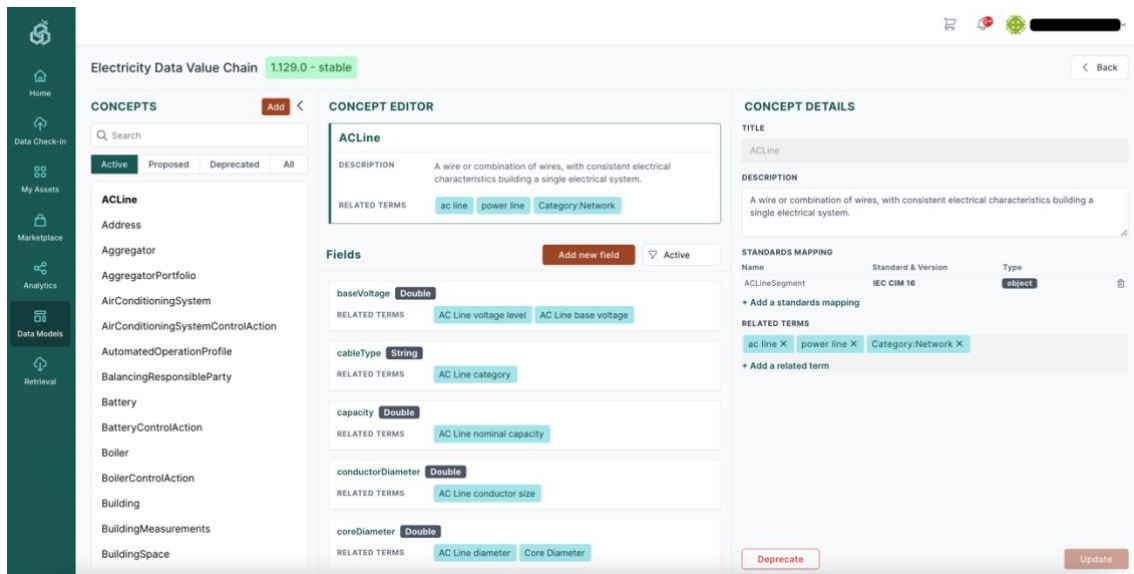 Electricity Data Value Chain 1.129.0 - stable
Back
Home
Data Check-in
My Assets
Marketplace
Analytics
Data Models
Retrieval
CONCEPTS Add
Search
Active Proposed Deprecated All
ACLine
Address
Aggregator
AggregatorPortfolio
AirConditioningSystem
AirConditioningSystemControlAction
AutomatedOperationProfile
BalancingResponsibleParty
Battery
BatteryControlAction
Boiler
BoilerControlAction
Building
BuildingMeasurements
BuildingSpace
CONCEPT EDITOR
ACLine
DESCRIPTION A wire or combination of wires, with consistent electrical
characteristics building a single electrical system.
RELATED TERMS ac line power line Category:Network
Fields Add new field Active
baseVoltage Double
RELATED TERMS AC Line voltage level AC Line base voltage
cableType String
RELATED TERMS AC Line category
capacity Double
RELATED TERMS AC Line nominal capacity
conductorDiameter Double
RELATED TERMS AC Line conductor size
coreDiameter Double
RELATED TERMS AC Line diameter Core Diameter
CONCEPT DETAILS
TITLE
ACLine
DESCRIPTION
A wire or combination of wires, with consistent electrical characteristics building a
single electrical system.
STANDARDS MAPPING
Name Standard & Version Type
ACLineSegment IEC CIM 16 object
+ Add a standards mapping
RELATED TERMS
ac line × power line × Category:Network ×
+ Add a related term
Deprecate Update